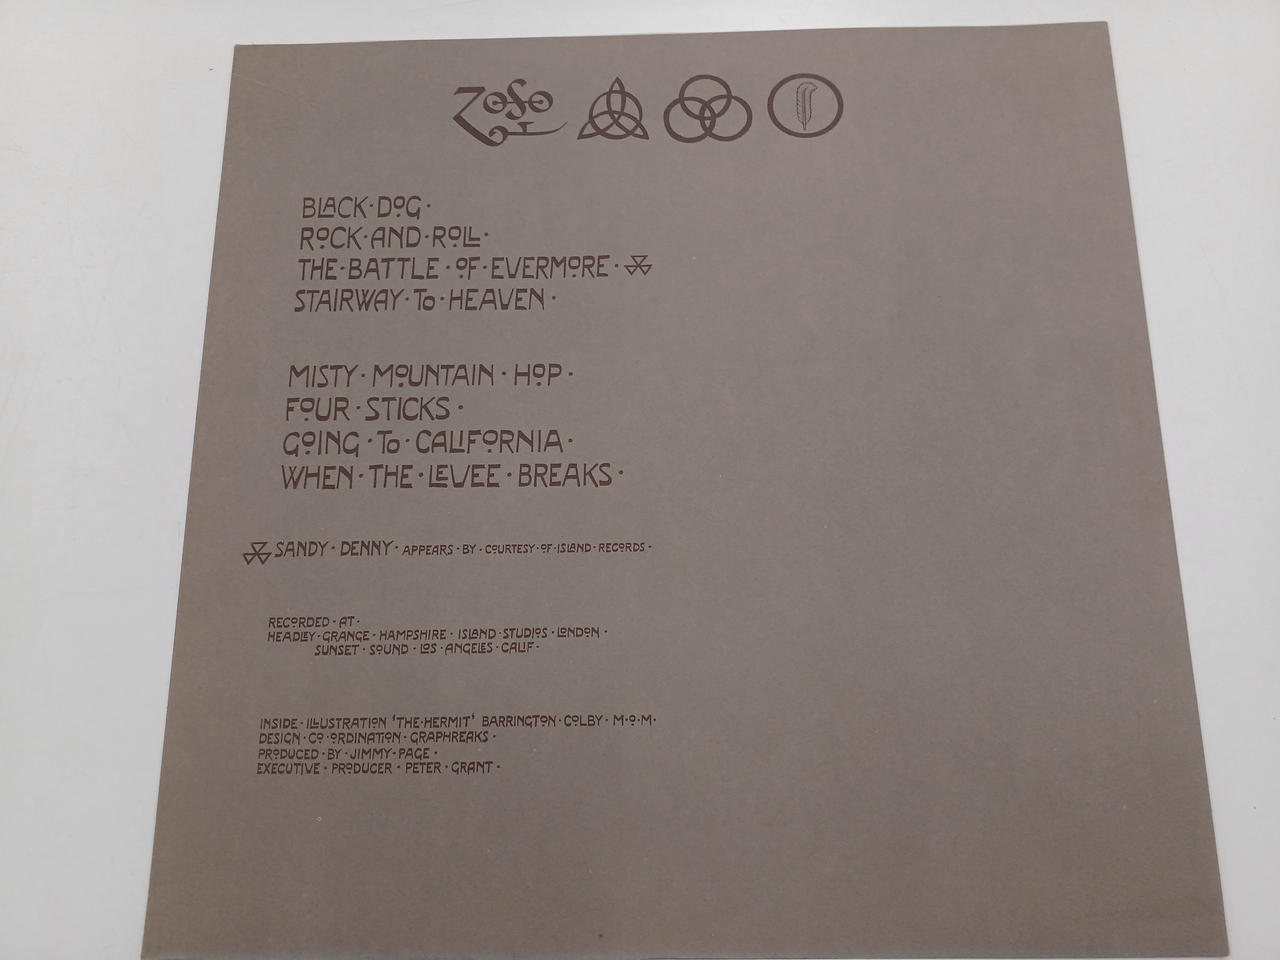 ZOSO
BLACK·DOG·
ROCK·AND·ROLL·
THE·BATTLE·OF·EVERMORE·
STAIRWAY·TO·HEAVEN·
MISTY·MOUNTAIN·HOP·
FOUR·STICKS·
GOING·TO·CALIFORNIA·
WHEN·THE·LEVEE·BREAKS·
SANDY·DENNY·APPEARS·BY·COURTESY·OF·ISLAND·RECORDS·
RECORDED·AT·
HEADLEY·GRANGE·HAMPSHIRE·ISLAND·STUDIOS·LONDON·
SUNSET·SOUND·LOS·ANGELES·CALIF·
INSIDE·ILLUSTRATION 'THE·HERMIT' BARRINGTON·COLBY·M·O·M·
DESIGN·CO·ORDINATION·GRAPHREAKS·
PRODUCED·BY·JIMMY·PAGE·
EXECUTIVE·PRODUCER·PETER·GRANT·